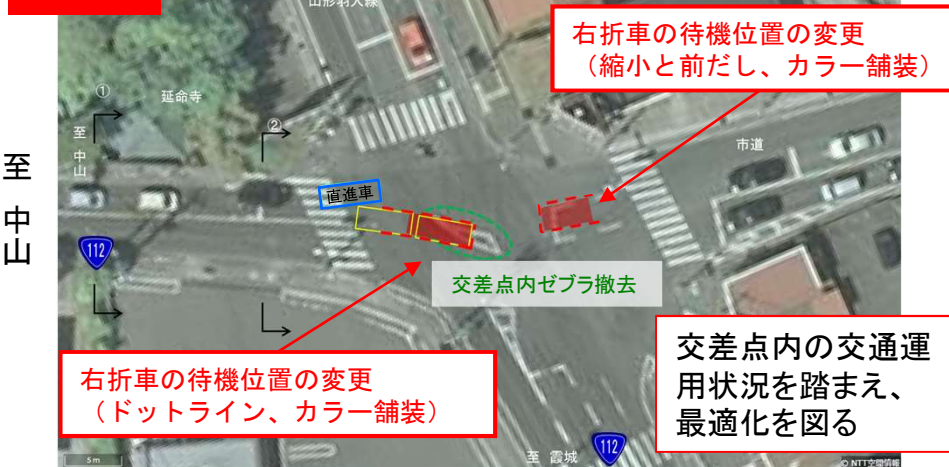 山形羽入線
右折車の待機位置の変更
（縮小と前だし、カラー舗装）
①
延命寺
②
至
中
山
市道
至
中
山
直進車
112
交差点内ゼブラ撤去
右折車の待機位置の変更
（ドットライン、カラー舗装）
交差点内の交通運
用状況を踏まえ、
最適化を図る
至 霞城
112
5m
© NTT空間情報